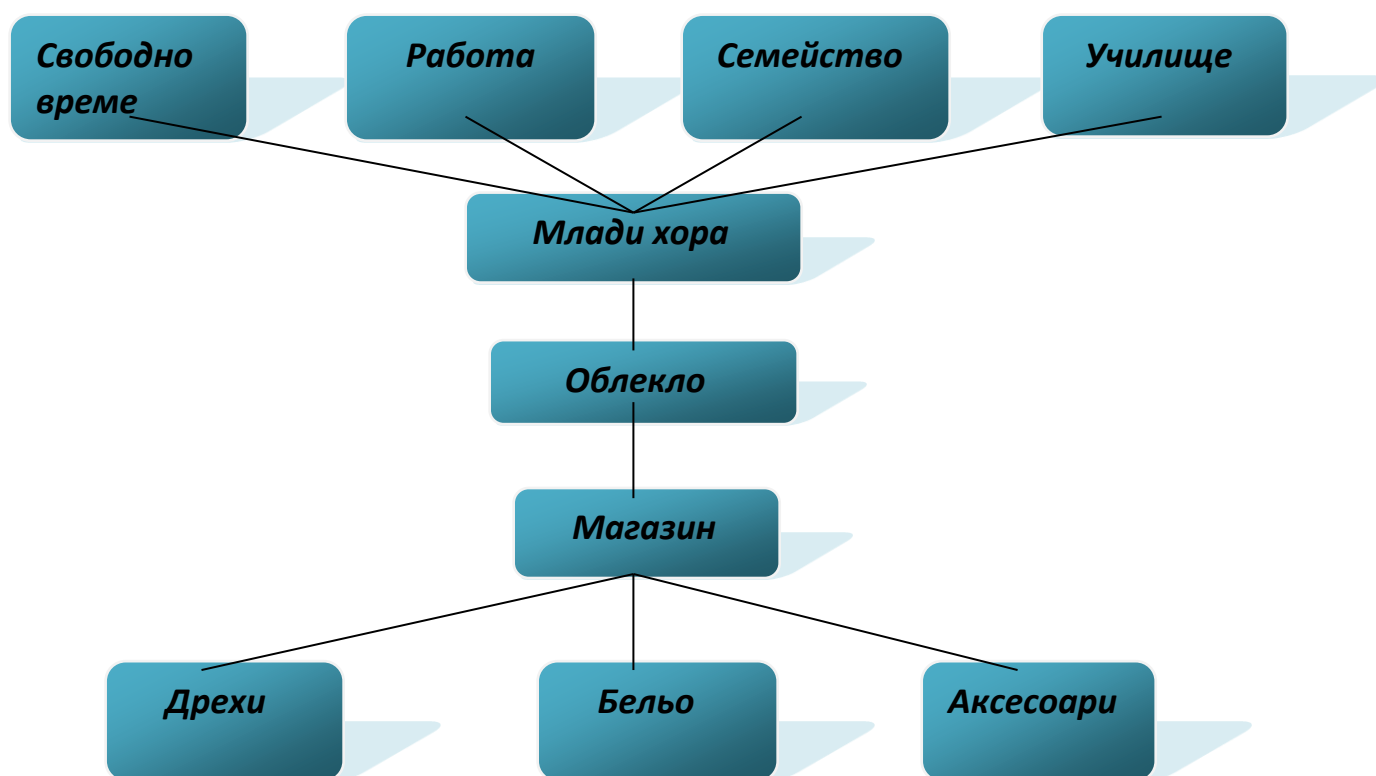 Свободно
време
Работа
Семейство
Училище
Млади хора
Облекло
Магазин
Дрехи
Бельо
Аксесоари